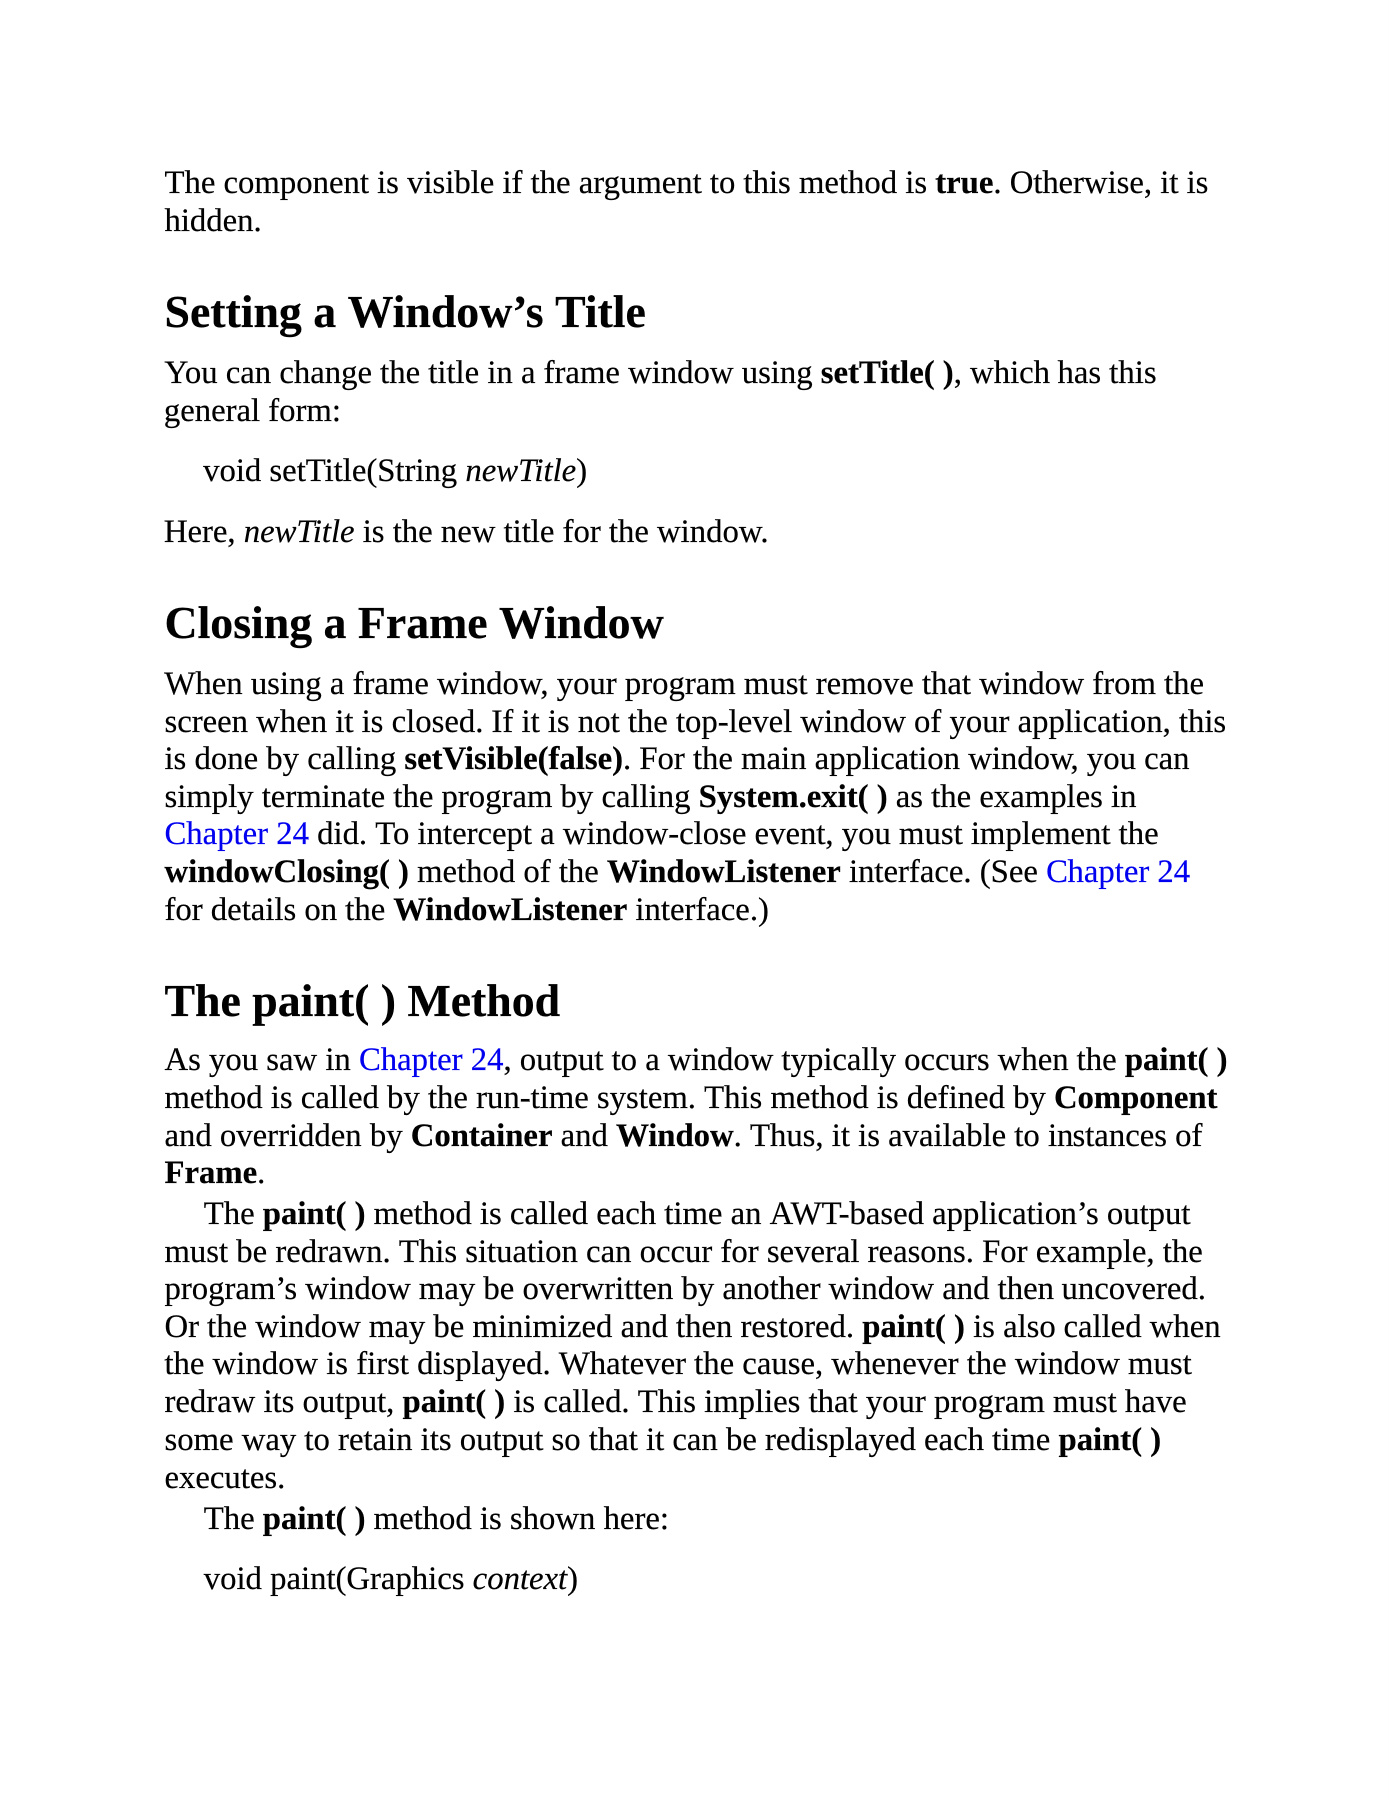 The component is visible if the argument to this method is true. Otherwise, it is
hidden.
Setting a Window’s Title
You can change the title in a frame window using setTitle( ), which has this
general form:
void setTitle(String newTitle)
Here, newTitle is the new title for the window.
Closing a Frame Window
When using a frame window, your program must remove that window from the
screen when it is closed. If it is not the top-level window of your application, this
is done by calling setVisible(false). For the main application window, you can
simply terminate the program by calling System.exit( ) as the examples in
Chapter 24 did. To intercept a window-close event, you must implement the
windowClosing( ) method of the WindowListener interface. (See Chapter 24
for details on the WindowListener interface.)
The paint( ) Method
As you saw in Chapter 24, output to a window typically occurs when the paint( )
method is called by the run-time system. This method is defined by Component
and overridden by Container and Window. Thus, it is available to instances of
Frame.
The paint( ) method is called each time an AWT-based application’s output
must be redrawn. This situation can occur for several reasons. For example, the
program’s window may be overwritten by another window and then uncovered.
Or the window may be minimized and then restored. paint( ) is also called when
the window is first displayed. Whatever the cause, whenever the window must
redraw its output, paint( ) is called. This implies that your program must have
some way to retain its output so that it can be redisplayed each time paint( )
executes.
The paint( ) method is shown here:
void paint(Graphics context)